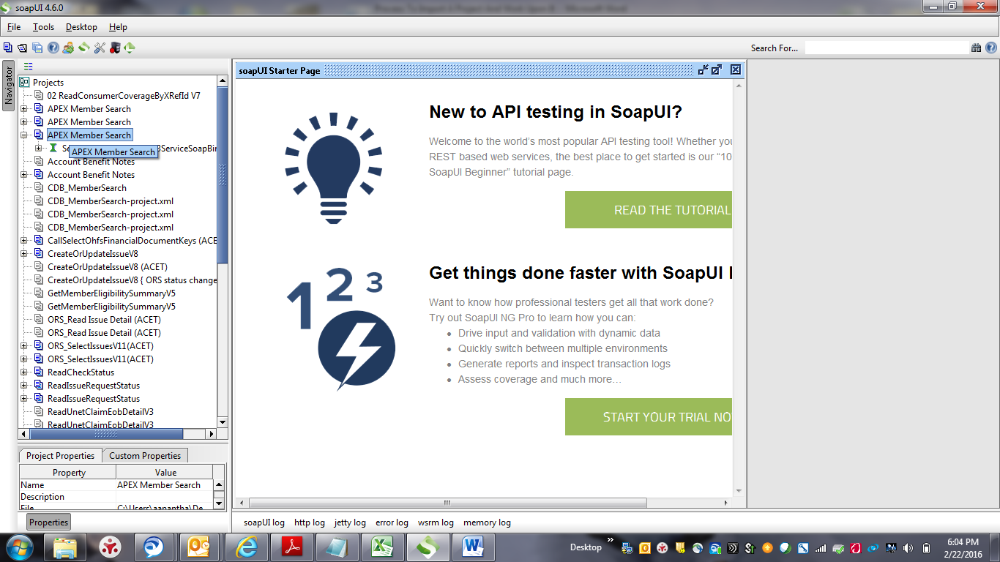 soapUI 4.6.0
File Tools Desktop Help
Search For...
Navigator
soapUI Starter Page
Projects
02 ReadConsumerCoverageByXRefId V7
APEX Member Search
APEX Member Search
APEX Member Search
APEX Member Search
3ServiceSoapBin
Account Benefit Notes
Account Benefit Notes
CDB_MemberSearch
CDB_MemberSearch-project.xml
CDB_MemberSearch-project.xml
CDB_MemberSearch-project.xml
CallSelectOhfsFinancialDocumentKeys (ACE
CreateOrUpdateIssueV8
CreateOrUpdateIssueV8 (ACET)
CreateOrUpdateIssueV8 { ORS status change
GetMemberEligibilitySummaryV5
GetMemberEligibilitySummaryV5
ORS_Read Issue Detail (ACET)
ORS_Read Issue Detail (ACET)
ORS_SelectIssuesV11(ACET)
ORS_SelectIssuesV11(ACET)
ReadCheckStatus
ReadIssueRequestStatus
ReadIssueRequestStatus
ReadUnetClaimEobDetailV3
ReadUnetClaimEobDetailV3
New to API testing in SoapUI?
Welcome to the world's most popular API testing tool! Whether you
REST based web services, the best place to get started is our "10
SoapUI Beginner" tutorial page.
READ THE TUTORIAL
1 2 3
Get things done faster with SoapUI
Want to know how professional testers get all that work done?
Try out SoapUI NG Pro to learn how you can:
Drive input and validation with dynamic data
Quickly switch between multiple environments
Generate reports and inspect transaction logs
Assess coverage and much more…
START YOUR TRIAL NO
Project Properties Custom Properties
Property Value
Name APEX Member Search
Description
File C:\Users\aanantha\De
Properties
soapUI log http log jetty log error log wsrm log memory log
Desktop
6:04 PM
2/22/2016